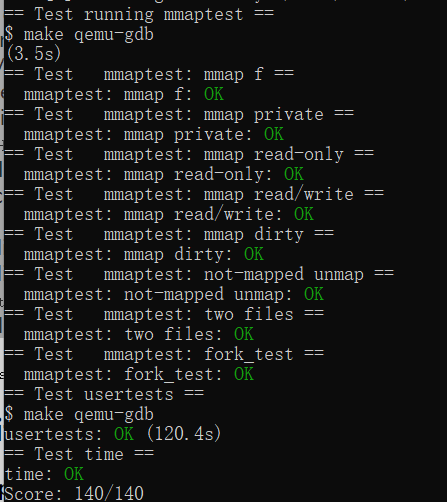 == Test running mmaptest ==
$ make qemu-gdb
(3.5s)
== Test   mmaptest: mmap f ==
  mmaptest: mmap f: OK
== Test   mmaptest: mmap private ==
  mmaptest: mmap private: OK
== Test   mmaptest: mmap read-only ==
  mmaptest: mmap read-only: OK
== Test   mmaptest: mmap read/write ==
  mmaptest: mmap read/write: OK
== Test   mmaptest: mmap dirty ==
  mmaptest: mmap dirty: OK
== Test   mmaptest: not-mapped unmap ==
  mmaptest: not-mapped unmap: OK
== Test   mmaptest: two files ==
  mmaptest: two files: OK
== Test   mmaptest: fork_test ==
  mmaptest: fork_test: OK
== Test usertests ==
$ make qemu-gdb
usertests: OK (120.4s)
== Test time ==
time: OK
Score: 140/140